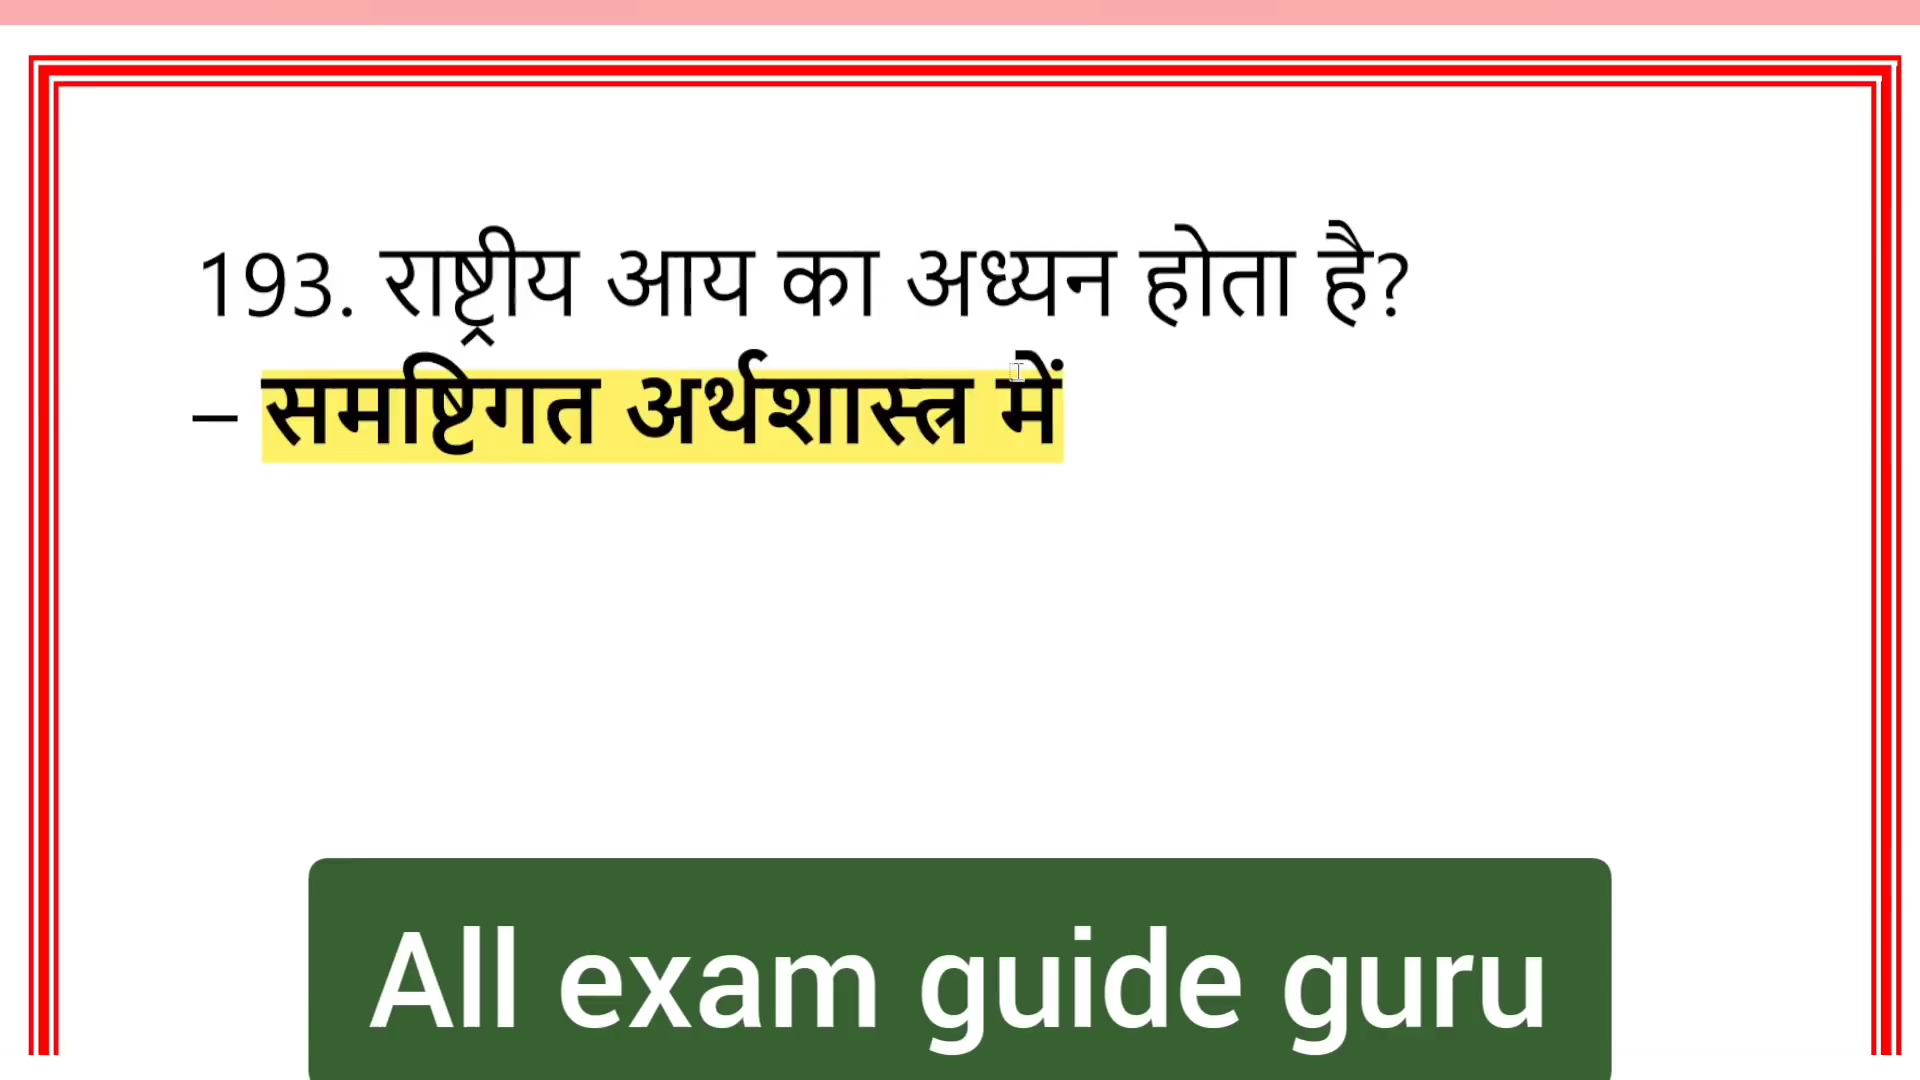 193. राष्ट्रीय आय का अध्यन होता है?
– समष्टिगत अर्थशास्त्र में
All exam guide guru